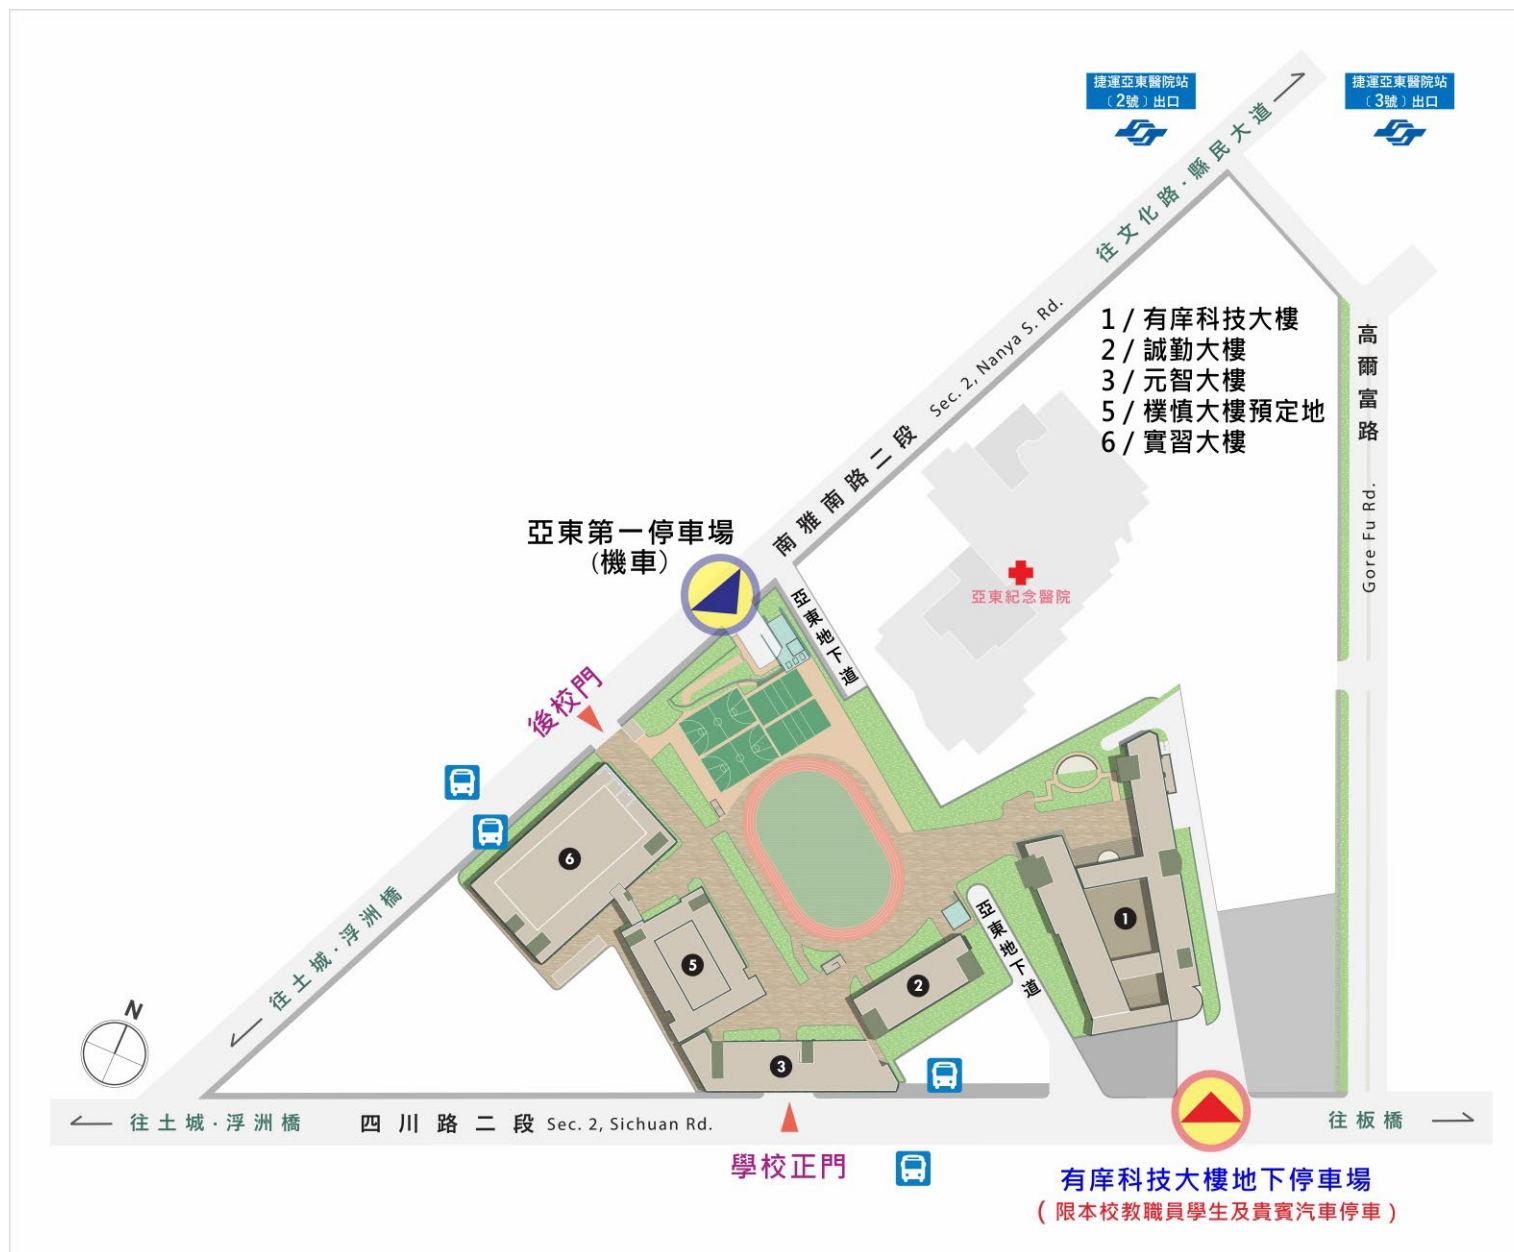 捷運亞東醫院站
﹝2號﹞出口
捷運亞東醫院站
﹝3號﹞出口
往文化路·縣民大道
1 / 有庠科技大樓
2 / 誠勤大樓
3 / 元智大樓
5 / 樸慎大樓預定地
6 / 實習大樓
高爾富路
Gore Fu Rd.
南雅南路二段 Sec. 2, Nanya S. Rd.
亞東第一停車場
(機車)
亞東地下道
亞東紀念醫院
後校門
6
5
1
2
3
亞東地下道
往土城·浮洲橋
N
往土城·浮洲橋
四川路二段 Sec. 2, Sichuan Rd.
往板橋
學校正門
有庠科技大樓地下停車場
( 限本校教職員學生及貴賓汽車停車 )